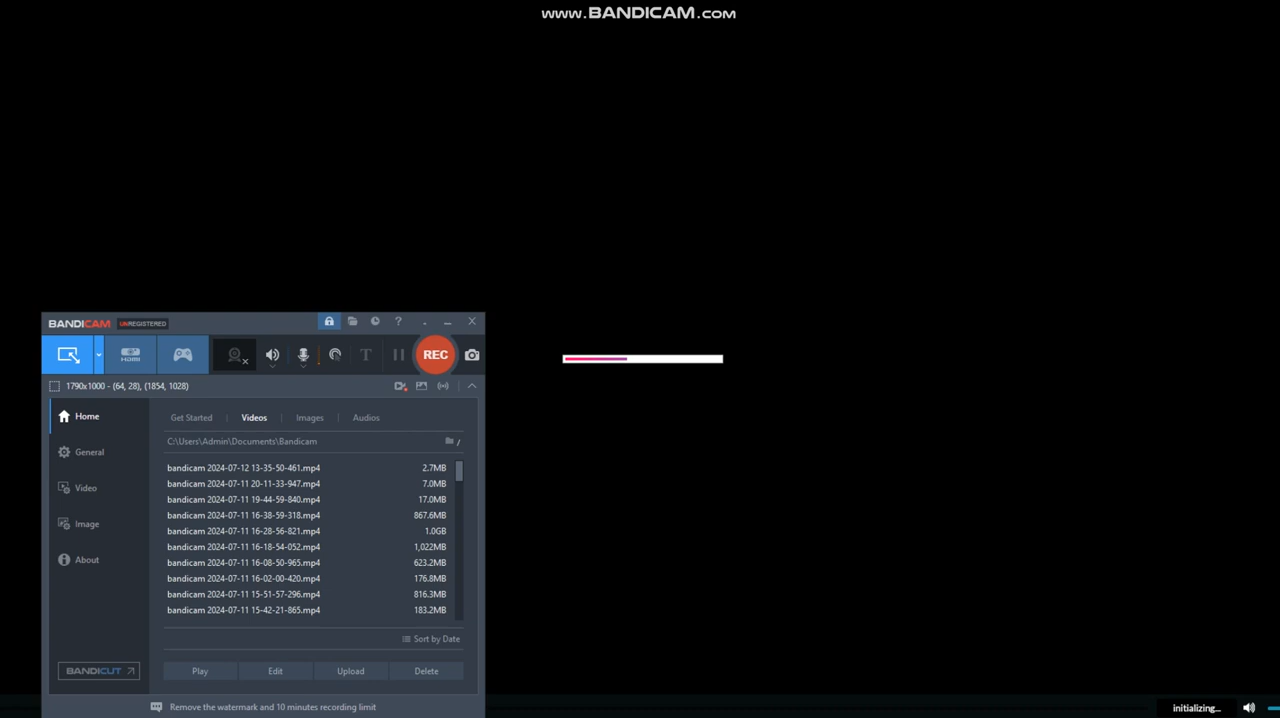 www.BANDICAM.com
BANDICAM UNREGISTERED ?
HDMI T REC
1790x1000 - (64, 28), (1854, 1028)
Home
General
Video
Image
About
BANDICUT
Get Started Videos Images Audios
C:\Users\Admin\Documents\Bandicam /
bandicam 2024-07-12 13-35-50-461.mp4 2.7MB
bandicam 2024-07-11 20-11-33-947.mp4 7.0MB
bandicam 2024-07-11 19-44-59-840.mp4 17.0MB
bandicam 2024-07-11 16-38-59-318.mp4 867.6MB
bandicam 2024-07-11 16-28-56-821.mp4 1.0GB
bandicam 2024-07-11 16-18-54-052.mp4 1,022MB
bandicam 2024-07-11 16-08-50-965.mp4 623.2MB
bandicam 2024-07-11 16-02-00-420.mp4 176.8MB
bandicam 2024-07-11 15-51-57-296.mp4 816.3MB
bandicam 2024-07-11 15-42-21-865.mp4 183.2MB
Sort by Date
Play Edit Upload Delete
Remove the watermark and 10 minutes recording limit
initializing...